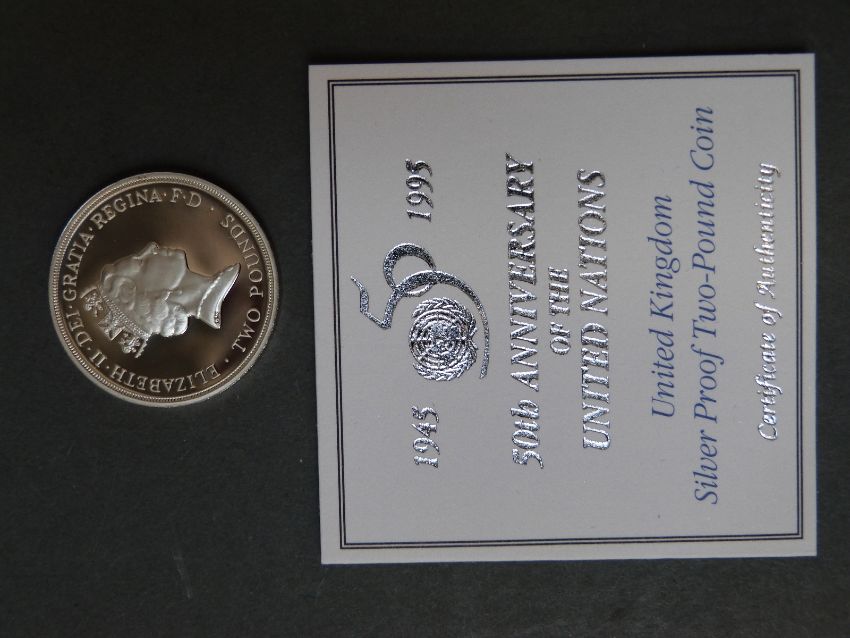 ELIZABETH·II·DEI·GRATIA·REGINA·F·D·TWO POUNDS·
1945 50 1995
50th ANNIVERSARY
OF THE
UNITED NATIONS
United Kingdom
Silver Proof Two-Pound Coin
Certificate of Authenticity